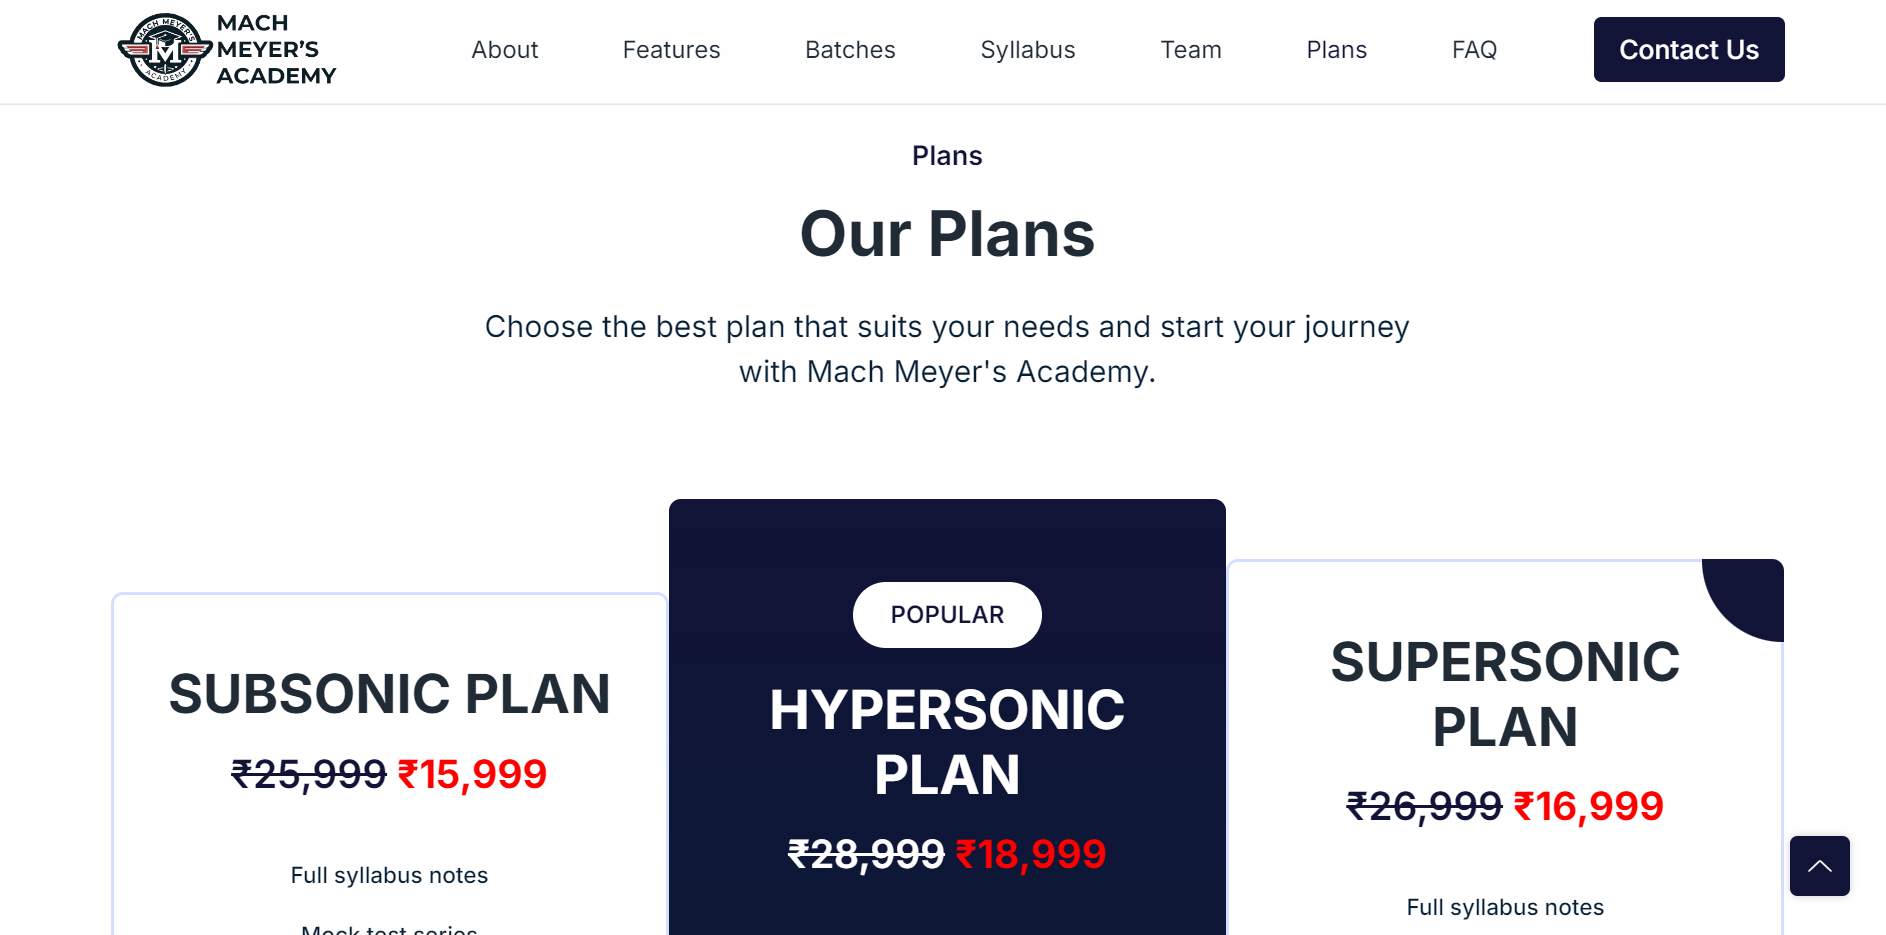 MACH MEYER'S
ACADEMY
MACH
MEYER'S
ACADEMY
About
Features
Batches
Syllabus
Team
Plans
FAQ
Contact Us
Plans
Our Plans
Choose the best plan that suits your needs and start your journey
with Mach Meyer's Academy.
SUBSONIC PLAN
₹25,999 ₹15,999
Full syllabus notes
Mock test series
POPULAR
HYPERSONIC
PLAN
₹28,999 ₹18,999
SUPERSONIC
PLAN
₹26,999 ₹16,999
Full syllabus notes